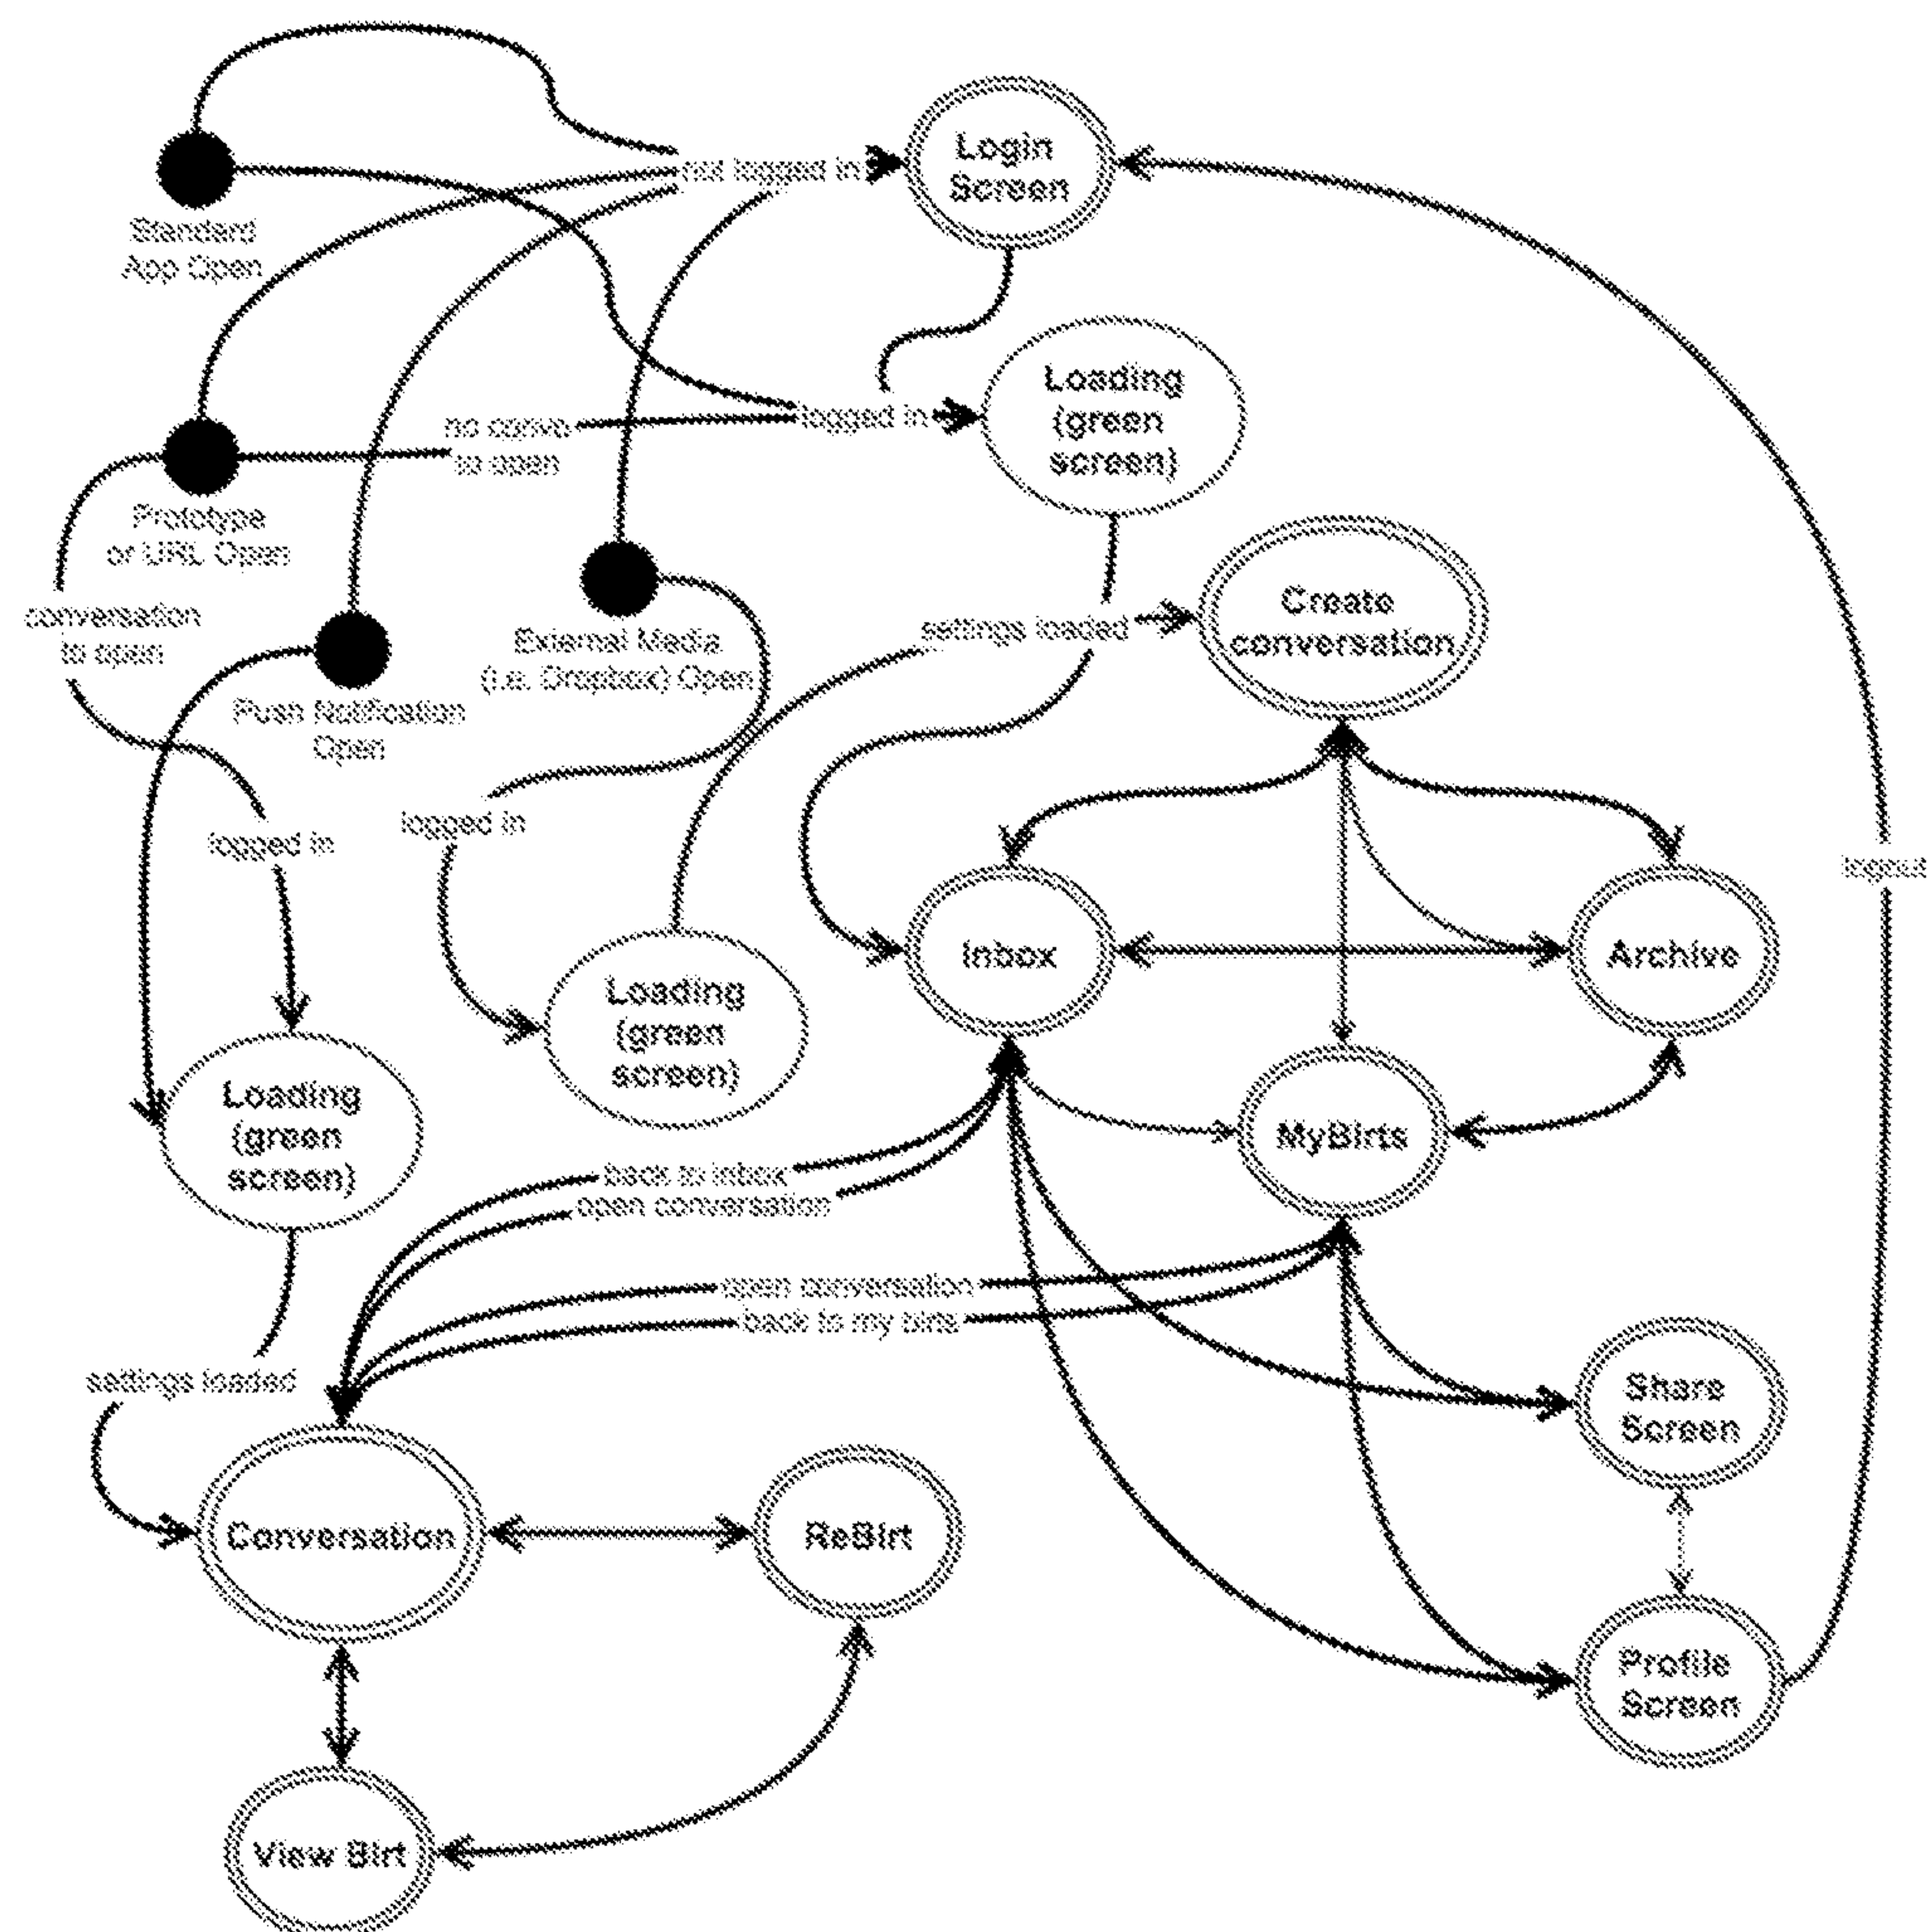 Login
Screen
not logged in
Standard
App Open
Loading
(green
screen)
logged in
no convo
to open
Prototype
or URL Open
Create
conversation
settings loaded
conversation
to open
External Media
(i.e. Dropbox) Open
Push Notification
Open
logged in
logged in
logout
Inbox
Archive
Loading
(green
screen)
Loading
(green
screen)
MyBirts
back to inbox
open conversation
open conversation
back to my birts
settings loaded
Share
Screen
Conversation
ReBirt
Profile
Screen
View Birt